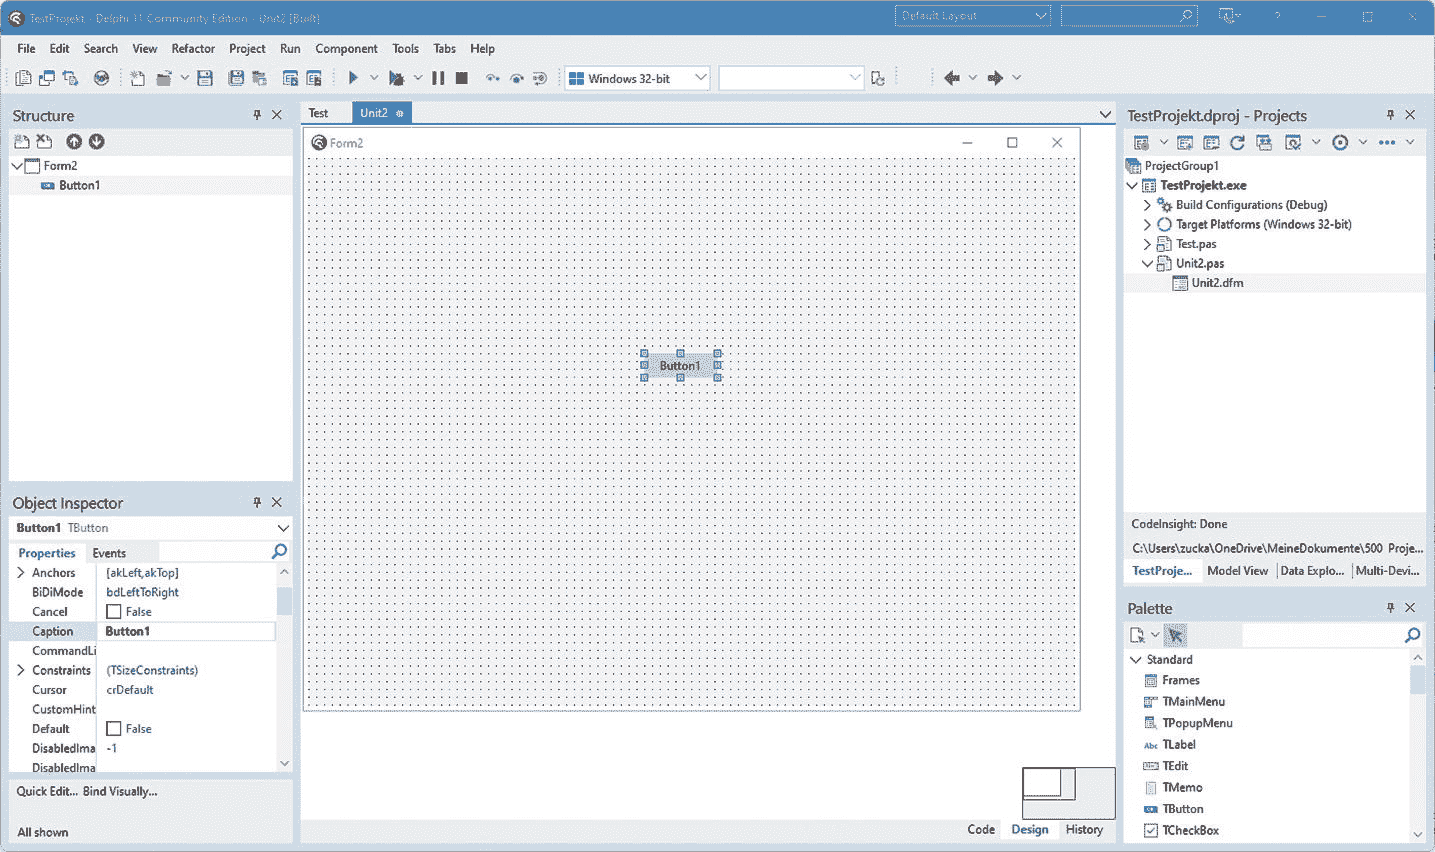 TestProjekt - Delphi 11 Community Edition - Unit2 [Built]
Default Layout
?
File Edit Search View Refactor Project Run Component Tools Tabs Help
Windows 32-bit
Structure
Form2
Button1
Object Inspector
Button1 TButton
Properties Events
Anchors [akLeft,akTop]
BiDiMode bdLeftToRight
Cancel False
Caption Button1
CommandLi
Constraints (TSizeConstraints)
Cursor crDefault
CustomHint
Default False
DisabledIma -1
DisabledIma
Quick Edit... Bind Visually...
All shown
Test Unit2
Form2
Button1
Code Design History
TestProjekt.dproj - Projects
ProjectGroup1
TestProjekt.exe
Build Configurations (Debug)
Target Platforms (Windows 32-bit)
Test.pas
Unit2.pas
Unit2.dfm
CodeInsight: Done
C:\Users\zucka\OneDrive\MeineDokumente\500 Proje...
TestProje... Model View Data Explo... Multi-Devi...
Palette
Standard
Frames
TMainMenu
TPopupMenu
Abc TLabel
TEdit
TMemo
TButton
TCheckBox